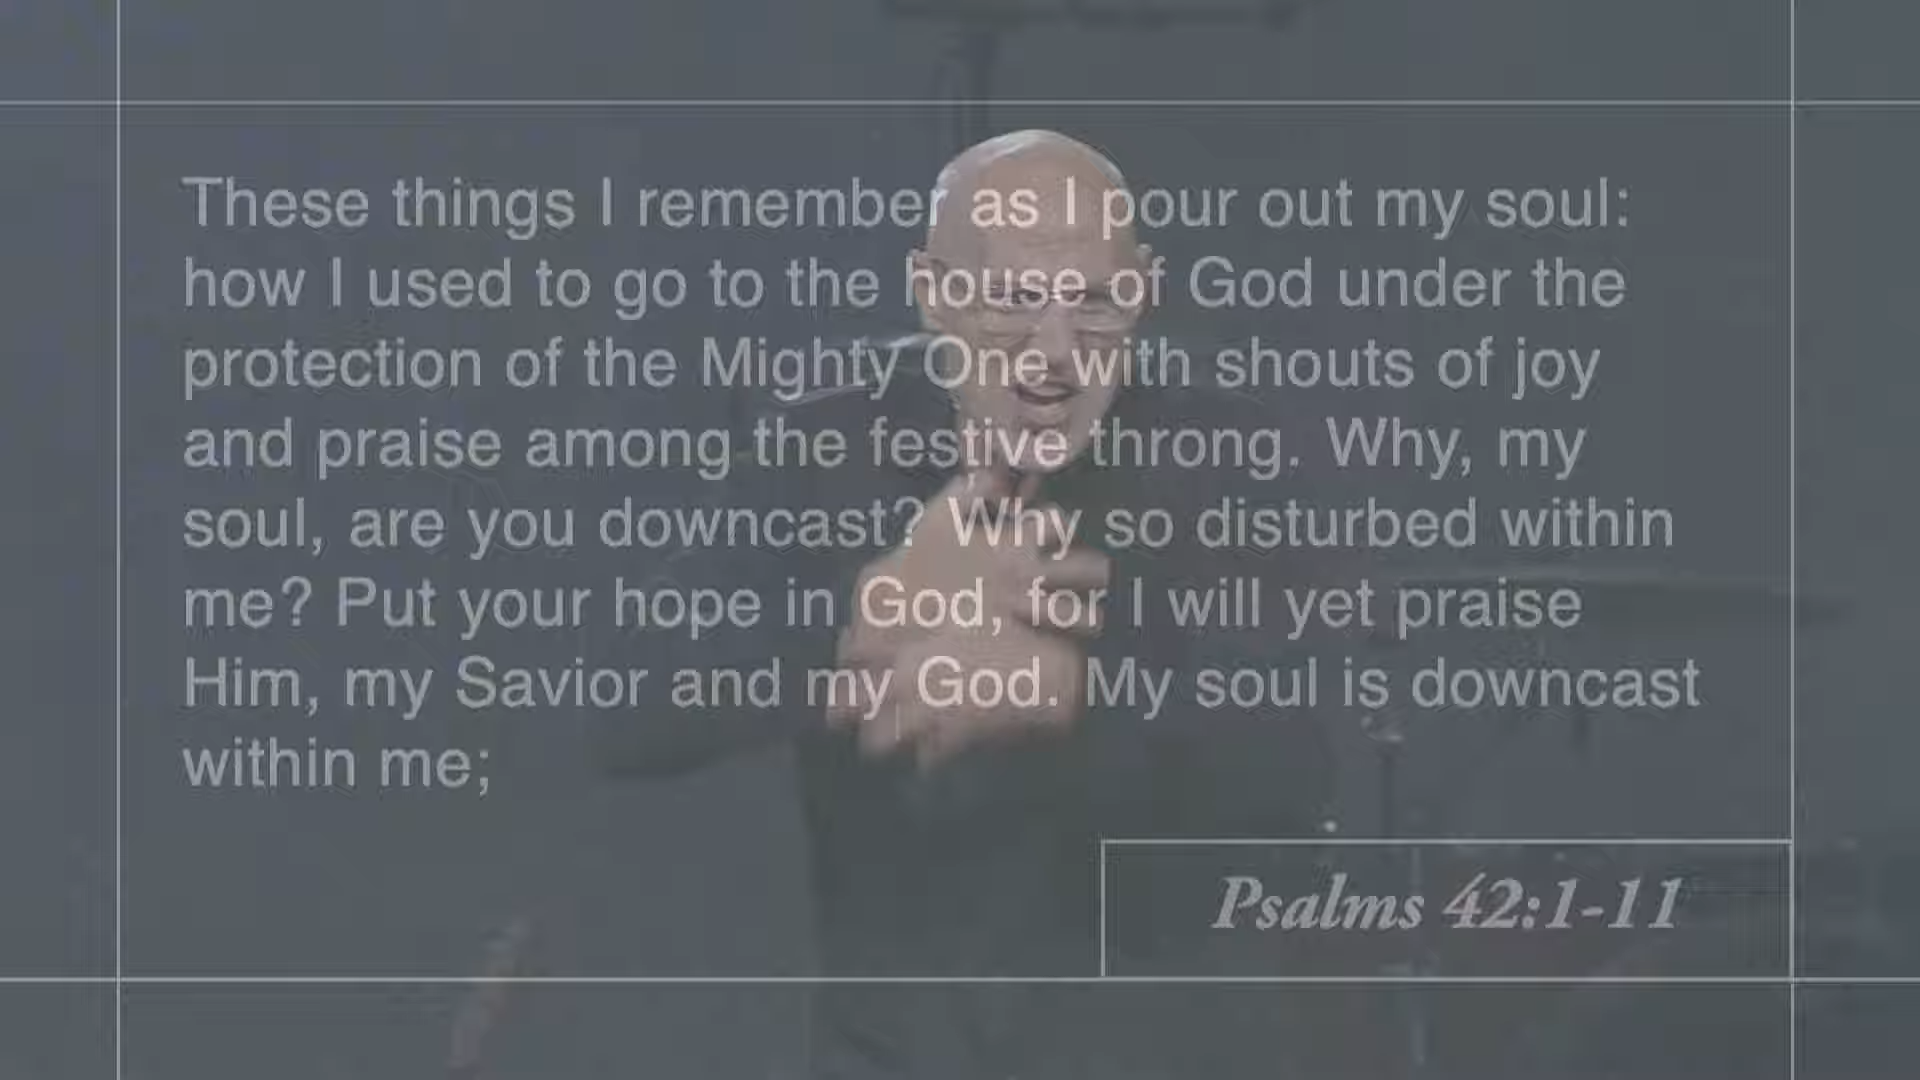 These things I remember as I pour out my soul:
how I used to go to the house of God under the
protection of the Mighty One with shouts of joy
and praise among the festive throng. Why, my
soul, are you downcast? Why so disturbed within
me? Put your hope in God, for I will yet praise
Him, my Savior and my God. My soul is downcast
within me;
Psalms 42:1-11